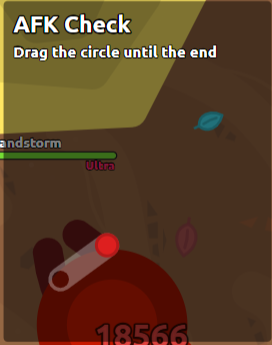 AFK Check
Drag the circle until the end
andstorm
Ultra
18566